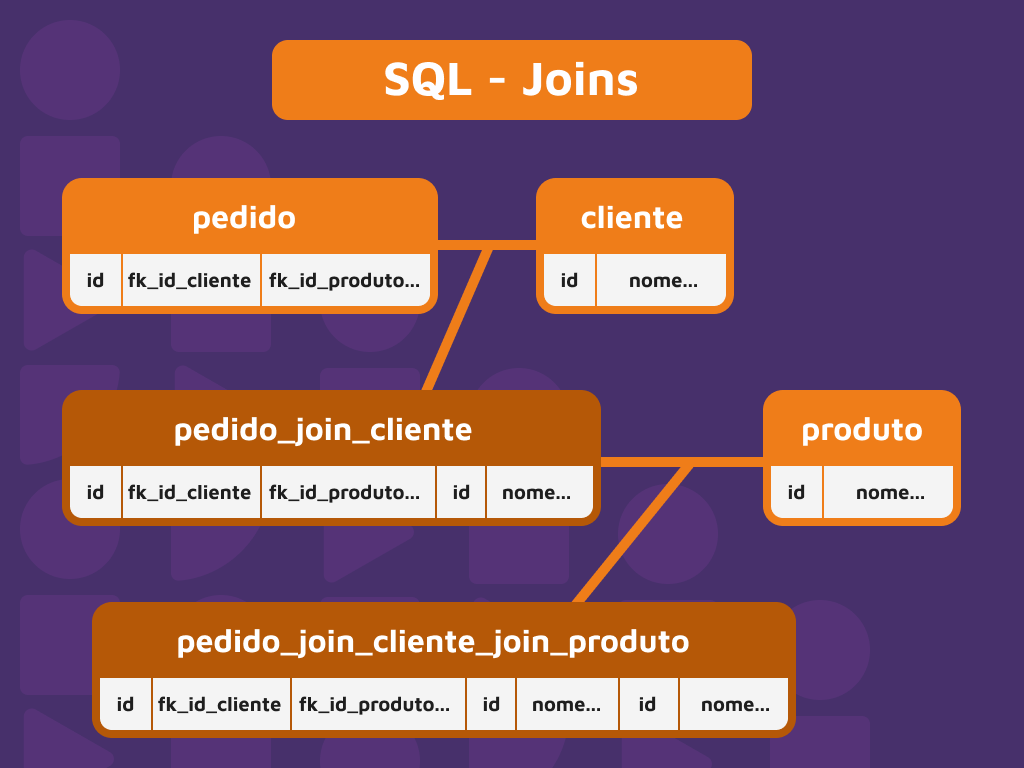 SQL - Joins
pedido
cliente
id fk_id_cliente fk_id_produto...
id nome...
pedido_join_cliente
produto
id fk_id_cliente fk_id_produto... id nome...
id nome...
pedido_join_cliente_join_produto
id fk_id_cliente fk_id_produto... id nome... id nome...